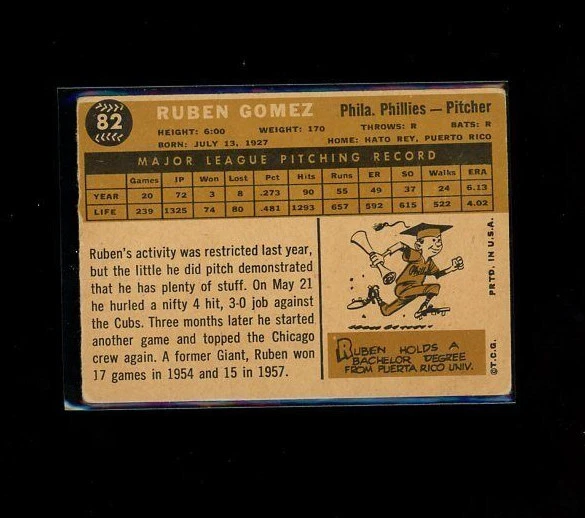 82
RUBEN GOMEZ
Phila. Phillies — Pitcher
HEIGHT: 6:00 WEIGHT: 170 THROWS: R BATS: R
BORN: JULY 13, 1927 HOME: HATO REY, PUERTO RICO
MAJOR LEAGUE PITCHING RECORD
Games IP Won Lost Pct Hits Runs ER SO Walks ERA
YEAR 20 72 3 8 .273 90 55 49 37 24 6.13
LIFE 239 1325 74 80 .481 1293 657 592 615 522 4.02
Ruben's activity was restricted last year,
but the little he did pitch demonstrated
that he has plenty of stuff. On May 21
he hurled a nifty 4 hit, 3-0 job against
the Cubs. Three months later he started
another game and topped the Chicago
crew again. A former Giant, Ruben won
17 games in 1954 and 15 in 1957.
RUBEN HOLDS A
BACHELOR DEGREE
FROM PUERTA RICO UNIV.
©T.C.G. PRTD. IN U.S.A.